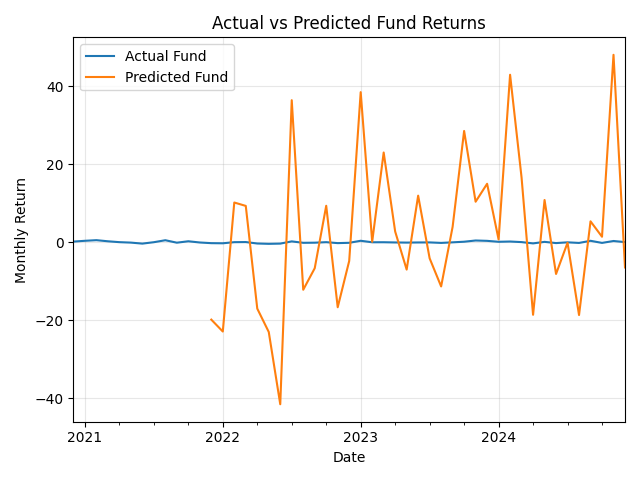 Actual vs Predicted Fund Returns
Actual Fund
Predicted Fund
Monthly Return
40
20
0
−20
−40
2021
2022
2023
2024
Date